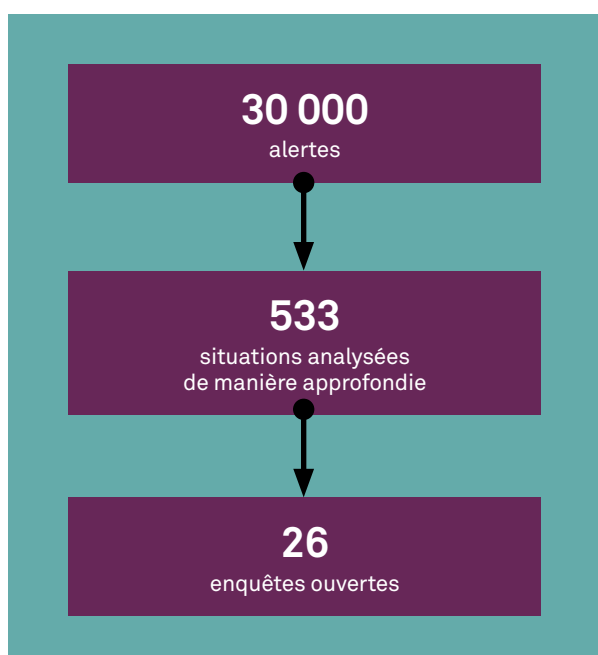 30 000
alertes
533
situations analysées
de manière approfondie
26
enquêtes ouvertes